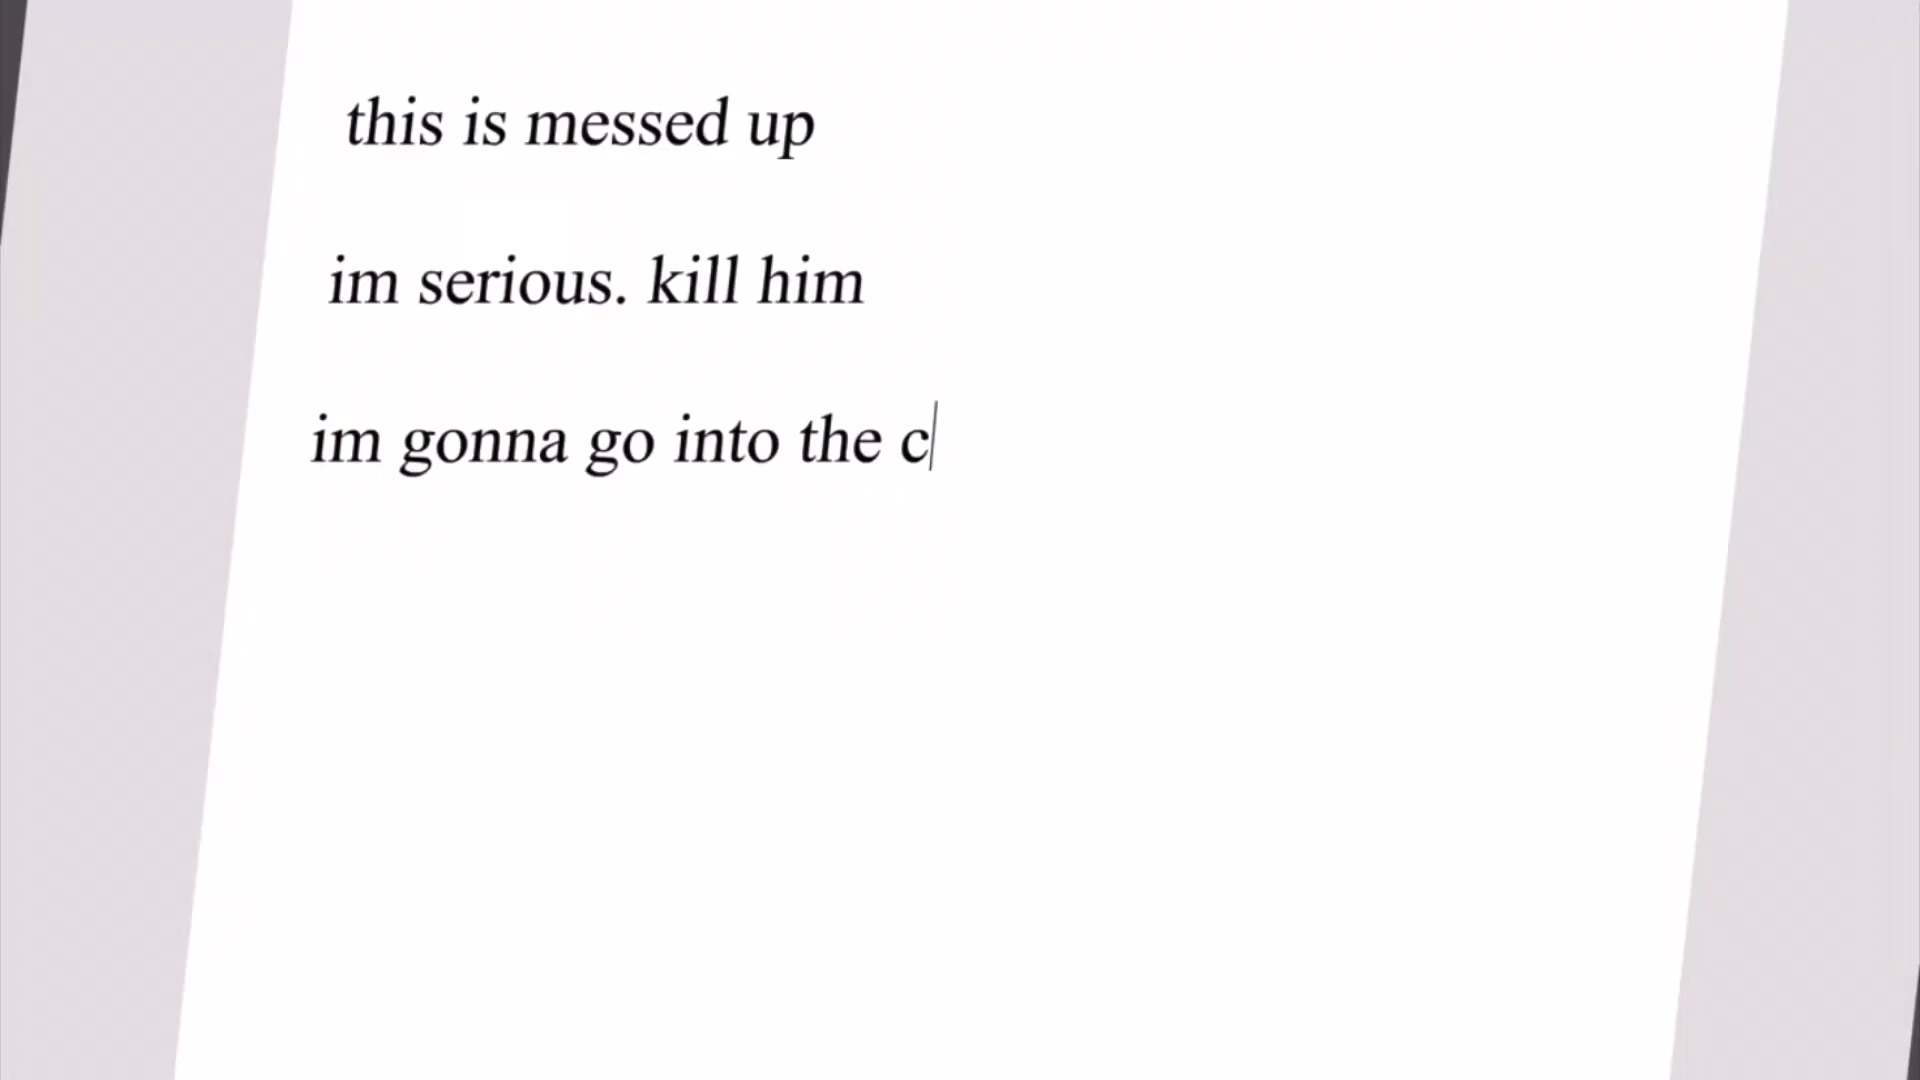 this is messed up
im serious. kill him
im gonna go into the c